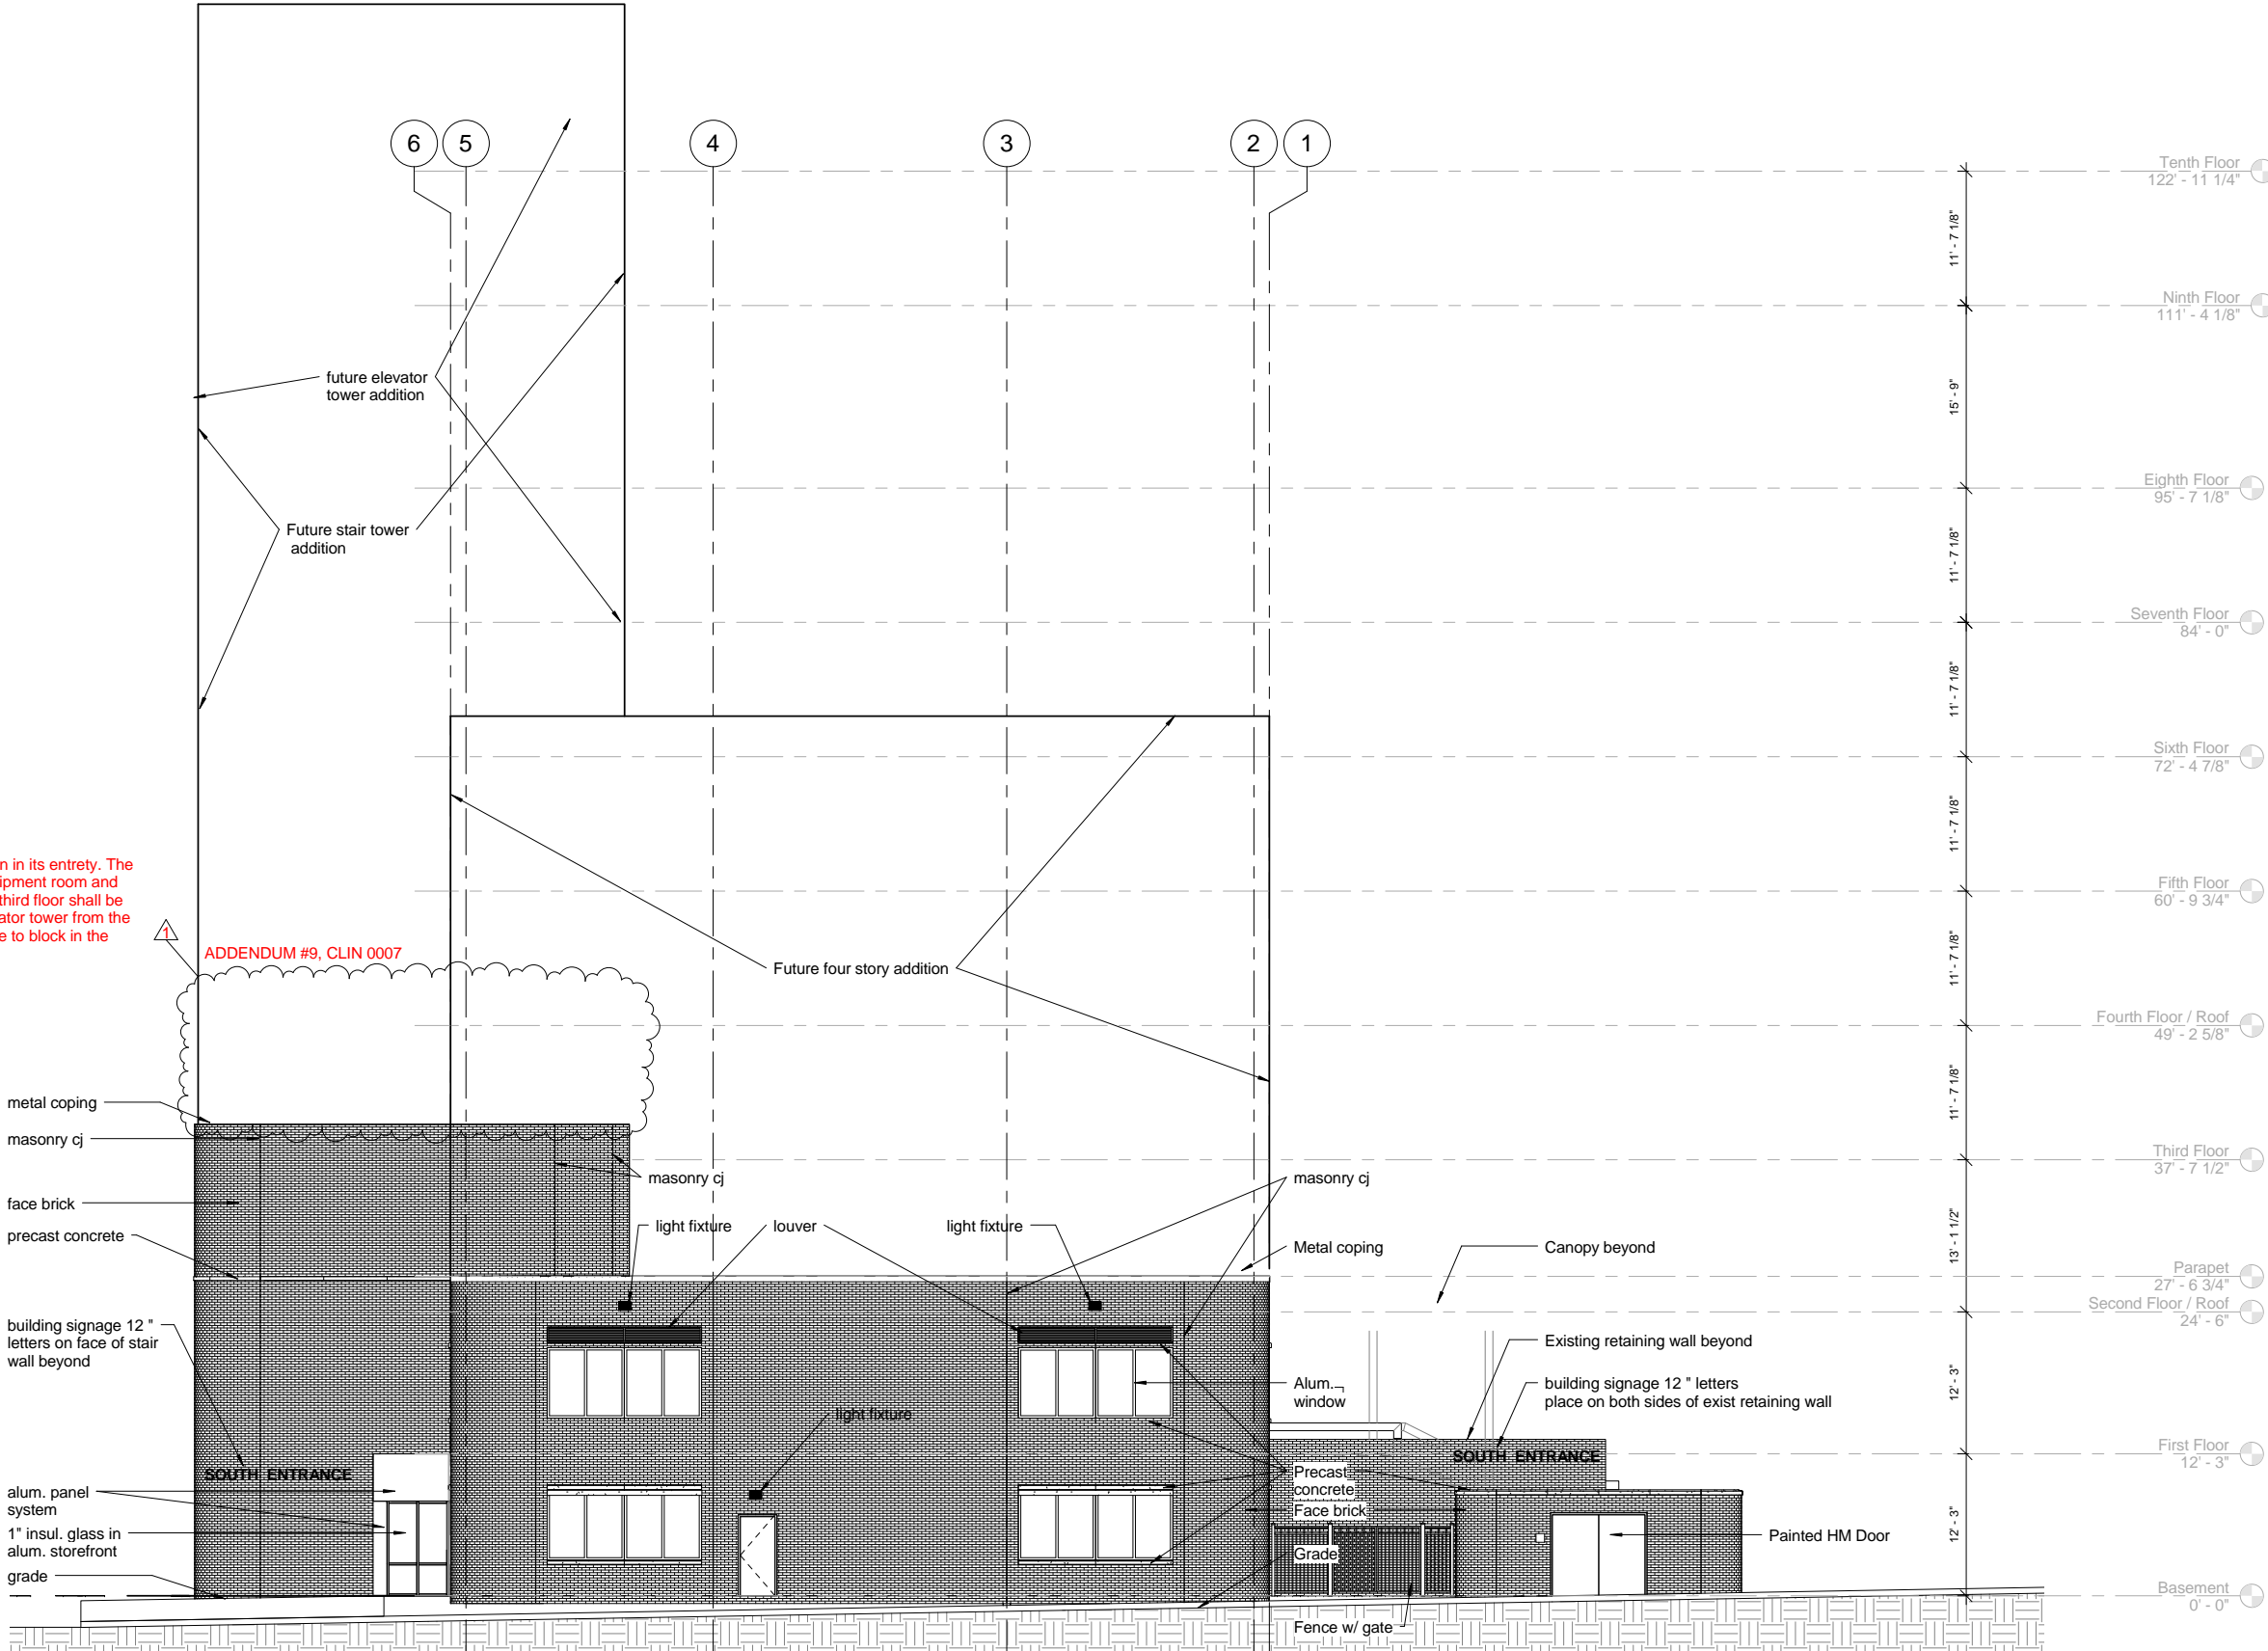 6
5
4
3
2
1
Tenth Floor
122' - 11 1/4"
11' - 7 1/8"
Ninth Floor
111' - 4 1/8"
15' - 9"
future elevator
tower addition
Eighth Floor
95' - 7 1/8"
Future stair tower
addition
11' - 7 1/8"
Seventh Floor
84' - 0"
11' - 7 1/8"
Sixth Floor
72' - 4 7/8"
11' - 7 1/8"
n in its entrety. The
ipment room and
third floor shall be
ator tower from the
e to block in the
1
ADDENDUM #9, CLIN 0007
Fifth Floor
60' - 9 3/4"
11' - 7 1/8"
Future four story addition
Fourth Floor / Roof
49' - 2 5/8"
11' - 7 1/8"
metal coping
masonry cj
Third Floor
37' - 7 1/2"
masonry cj
masonry cj
face brick
precast concrete
light fixture
louver
light fixture
13' - 1 1/2"
Metal coping
Canopy beyond
Parapet
27' - 6 3/4"
Second Floor / Roof
24' - 6"
building signage 12 "
letters on face of stair
wall beyond
Existing retaining wall beyond
Alum.
window
building signage 12 " letters
place on both sides of exist retaining wall
12' - 3"
light fixture
First Floor
12' - 3"
SOUTH ENTRANCE
SOUTH ENTRANCE
alum. panel
system
Precast
concrete
Face brick
1" insul. glass in
alum. storefront
Painted HM Door
12' - 3"
Grade
grade
Basement
0' - 0"
Fence w/ gate